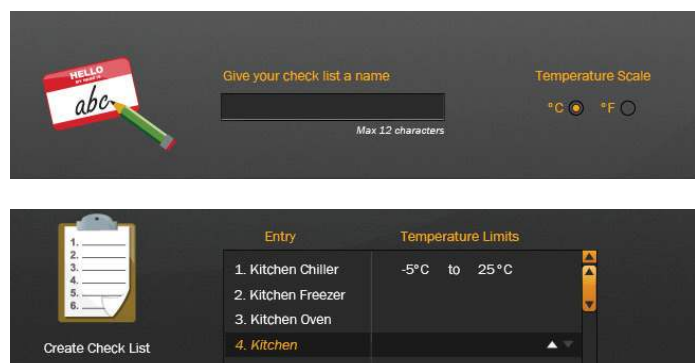 HELLO
abc
Give your check list a name
Temperature Scale
°C °F
Max 12 characters
1.
2.
3.
4.
5.
6.
Create Check List
Entry Temperature Limits
1. Kitchen Chiller -5°C to 25°C
2. Kitchen Freezer
3. Kitchen Oven
4. Kitchen